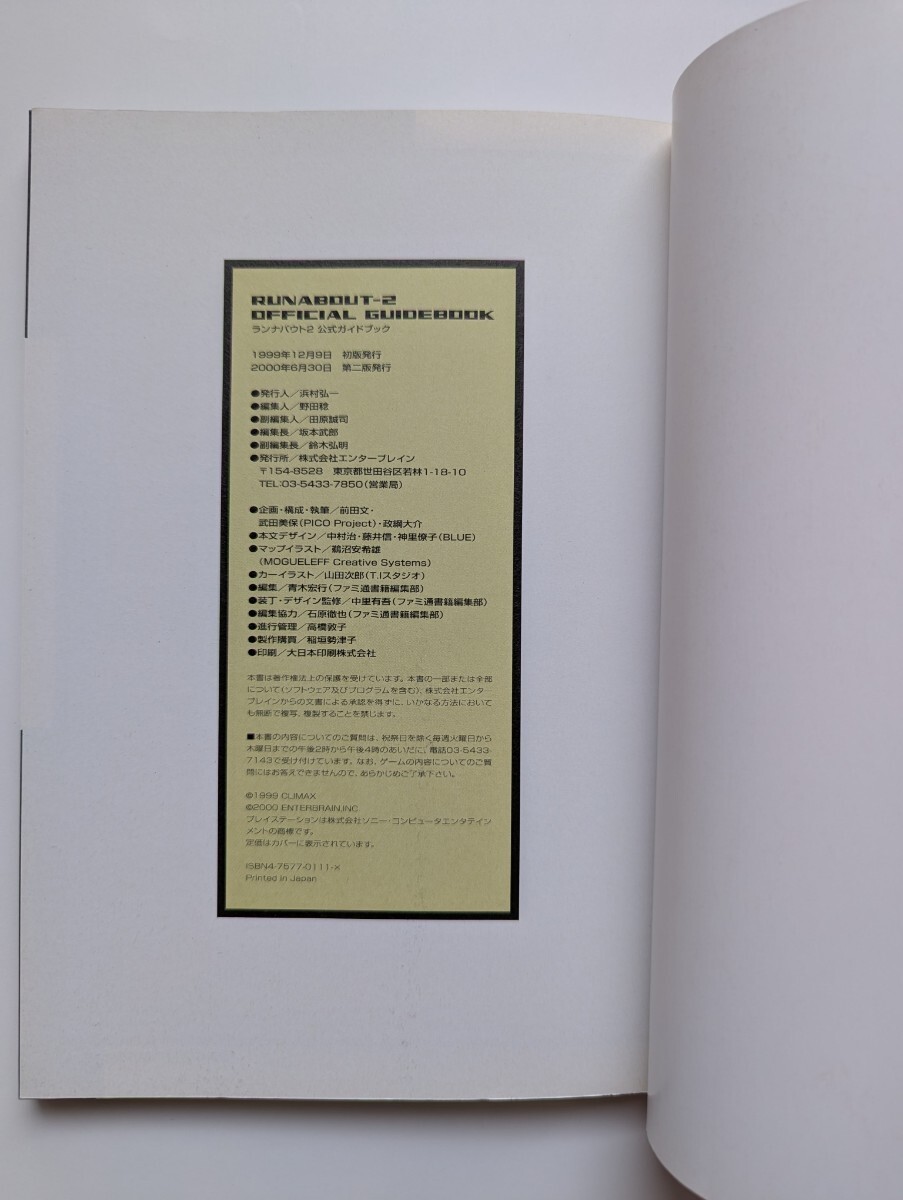 RUNABOUT-2
OFFICIAL GUIDEBOOK
ランナバウト2 公式ガイドブック
1999年12月9日　初版発行
2000年6月30日　第二版発行
●発行人／浜村弘一
●編集人／野田稔
●副編集人／田原誠司
●編集長／坂本武郎
●副編集長／鈴木弘明
●発行所／株式会社エンターブレイン
〒154-8528　東京都世田谷区若林1-18-10
TEL:03-5433-7850(営業局)
●企画・構成・執筆／前田文・
武田美保(PICO Project)・政綱大介
●本文デザイン／中村治・藤井信・神里僚子(BLUE)
●マップイラスト／鵜沼安希雄
(MOGUELEFF Creative Systems)
●カーイラスト／山田次郎(T.Iスタジオ)
●編集／青木宏行(ファミ通書籍編集部)
●装丁・デザイン監修／中里有吾(ファミ通書籍編集部)
●編集協力／石原徹也(ファミ通書籍編集部)
●進行管理／高橋敦子
●製作購買／稲垣勢津子
●印刷／大日本印刷株式会社
本書は著作権法上の保護を受けています。本書の一部または全部
について(ソフトウェア及びプログラムを含む)、株式会社エンター
ブレインからの文書による承認を得ずに、いかなる方法において
も無断で複写、複製することを禁じます。
■本書の内容についてのご質問は、祝祭日を除く毎週火曜日から
木曜日までの午後2時から午後4時のあいだに、電話03-5433-
7143で受け付けています。なお、ゲームの内容についてのご質
問にはお答えできませんので、あらかじめご了承下さい。
©1999 CLIMAX
©2000 ENTERBRAIN,INC.
プレイステーションは株式会社ソニー・コンピュータエンタテイン
メントの商標です。
定価はカバーに表示されています。
ISBN4-7577-0111-X
Printed in Japan